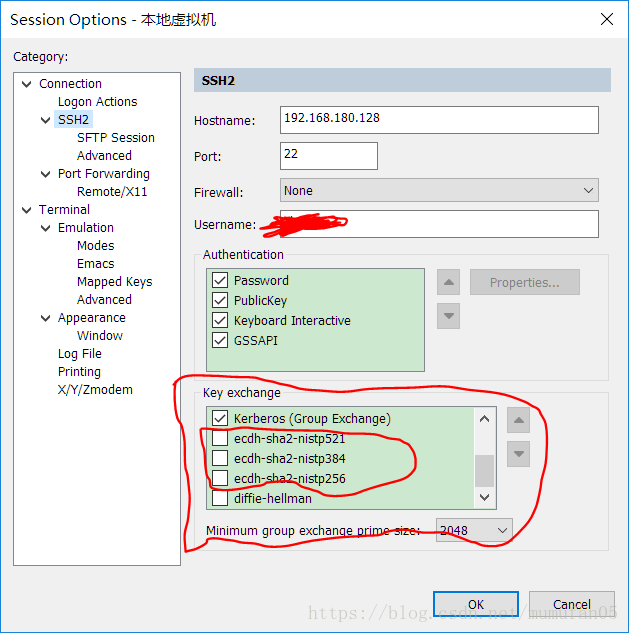 Session Options - 本地虚拟机
Category:
Connection
Logon Actions
SSH2
SFTP Session
Advanced
Port Forwarding
Remote/X11
Terminal
Emulation
Modes
Emacs
Mapped Keys
Advanced
Appearance
Window
Log File
Printing
X/Y/Zmodem
SSH2
Hostname: 192.168.180.128
Port: 22
Firewall: None
Username:
Authentication
Password
PublicKey
Keyboard Interactive
GSSAPI
Properties...
Key exchange
Kerberos (Group Exchange)
ecdh-sha2-nistp521
ecdh-sha2-nistp384
ecdh-sha2-nistp256
diffie-hellman
Minimum group exchange prime size: 2048
OK Cancel
https://blog.csdn.net/mumufan05